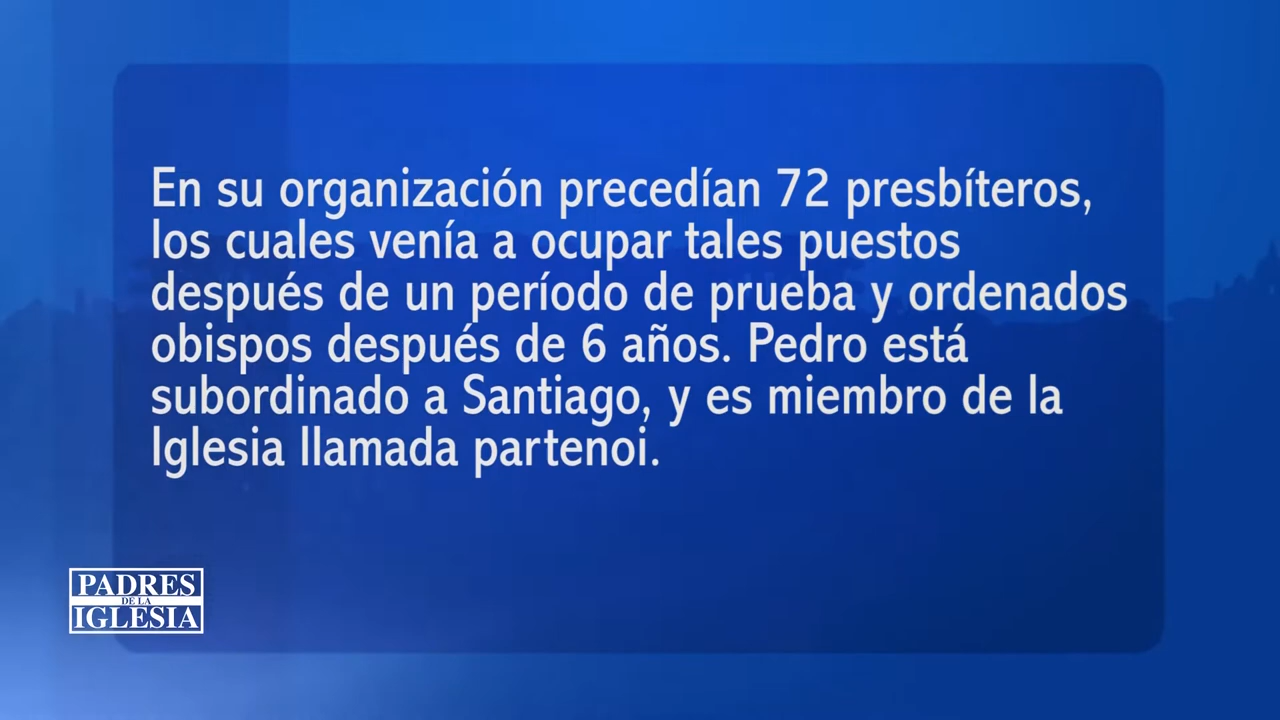 En su organización precedían 72 presbíteros,
los cuales venía a ocupar tales puestos
después de un período de prueba y ordenados
obispos después de 6 años. Pedro está
subordinado a Santiago, y es miembro de la
Iglesia llamada partenoi.
PADRES
DE LA
IGLESIA